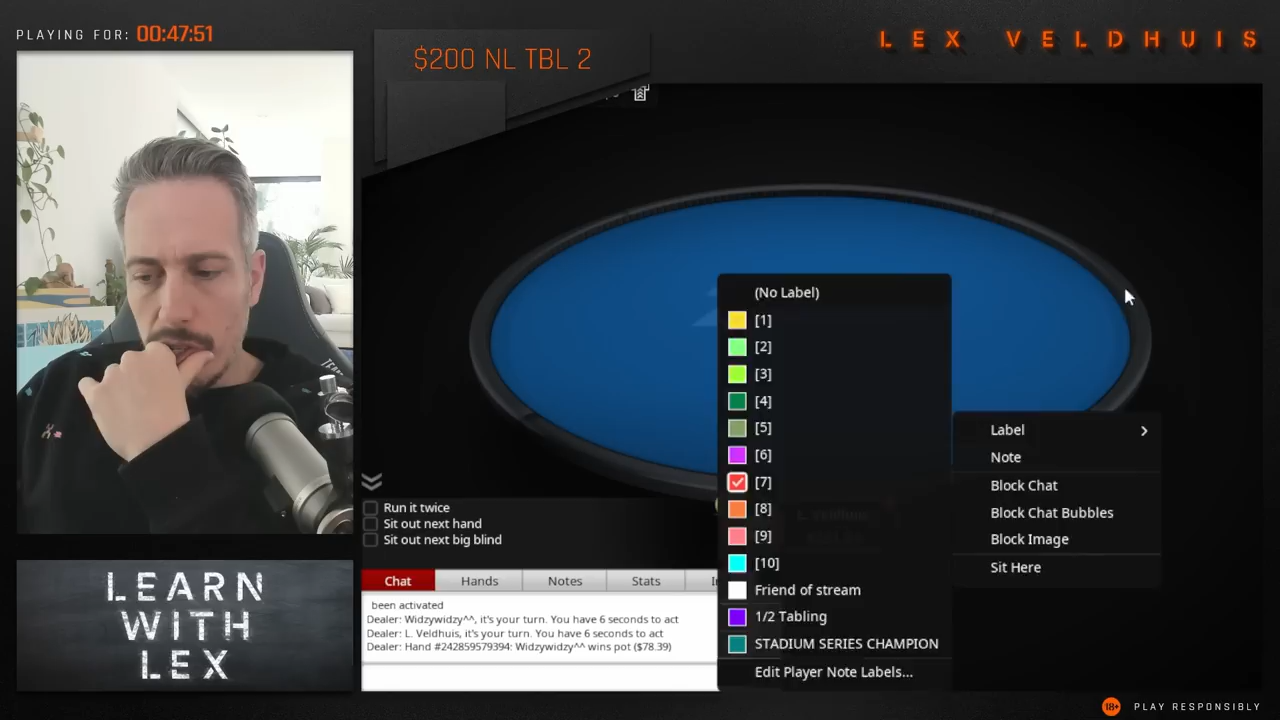 PLAYING FOR: 00:47:51
$200 NL TBL 2
LEX VELDHUIS
(No Label)
[1]
[2]
[3]
[4]
[5]
[6]
[7]
[8]
[9]
[10]
Friend of stream
1/2 Tabling
STADIUM SERIES CHAMPION
Edit Player Note Labels...
Label
Note
Block Chat
Block Chat Bubbles
Block Image
Sit Here
Run it twice
Sit out next hand
Sit out next big blind
Chat
Hands
Notes
Stats
been activated
Dealer: Widzywidzy^^, it's your turn. You have 6 seconds to act
Dealer: L. Veldhuis, it's your turn. You have 6 seconds to act
Dealer: Hand #242859579394: Widzywidzy^^ wins pot ($78.39)
LEARN
WITH
LEX
18+ PLAY RESPONSIBLY